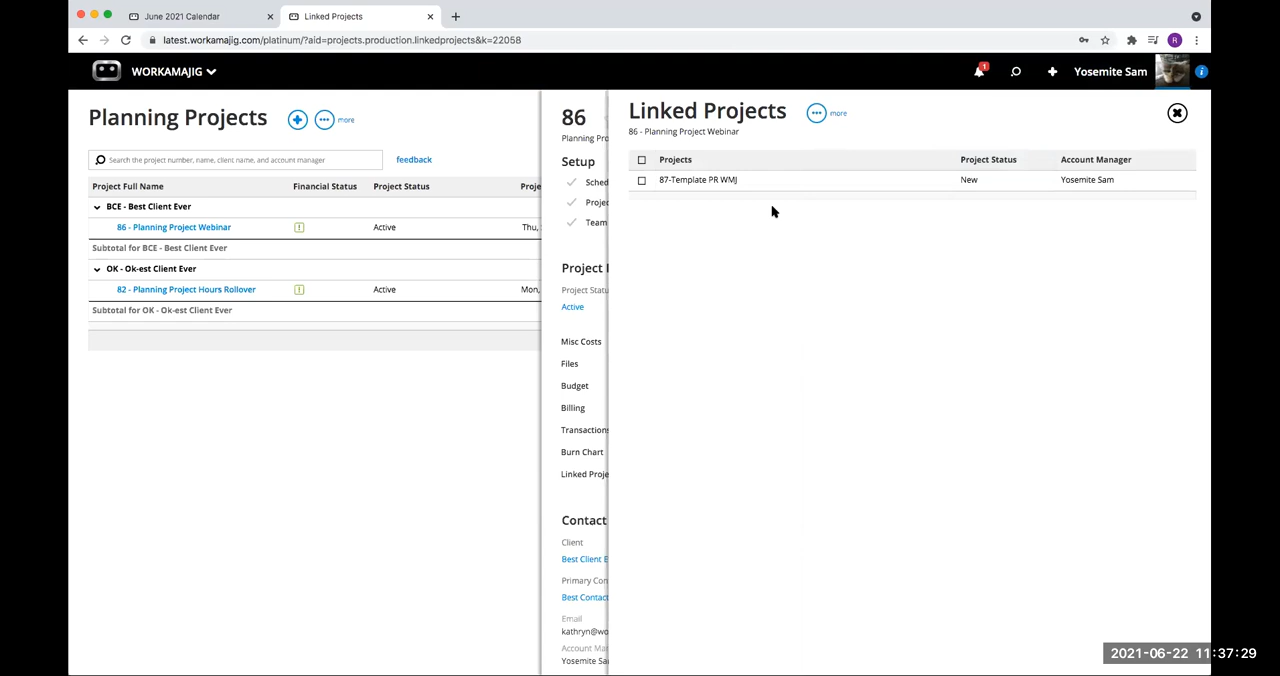 June 2021 Calendar
Linked Projects
latest.workamajig.com/platinum/?aid=projects.production.linkedprojects&k=22058
R
WORKAMAJIG
1
Yosemite Sam
i
Planning Projects
more
Search the project number, name, client name, and account manager
feedback
Project Full Name Financial Status Project Status Proje
BCE - Best Client Ever
86 - Planning Project Webinar ! Active Thu,
Subtotal for BCE - Best Client Ever
OK - Ok-est Client Ever
82 - Planning Project Hours Rollover ! Active Mon,
Subtotal for OK - Ok-est Client Ever
86
Planning Pro
Setup
Sched
Projec
Team
Project I
Project Statu
Active
Misc Costs
Files
Budget
Billing
Transactions
Burn Chart
Linked Proje
Contact
Client
Best Client E
Primary Con
Best Contact
Email
kathryn@wo
Account Man
Yosemite Sa
Linked Projects
more
86 - Planning Project Webinar
Projects Project Status Account Manager
87-Template PR WMJ New Yosemite Sam
2021-06-22 11:37:29